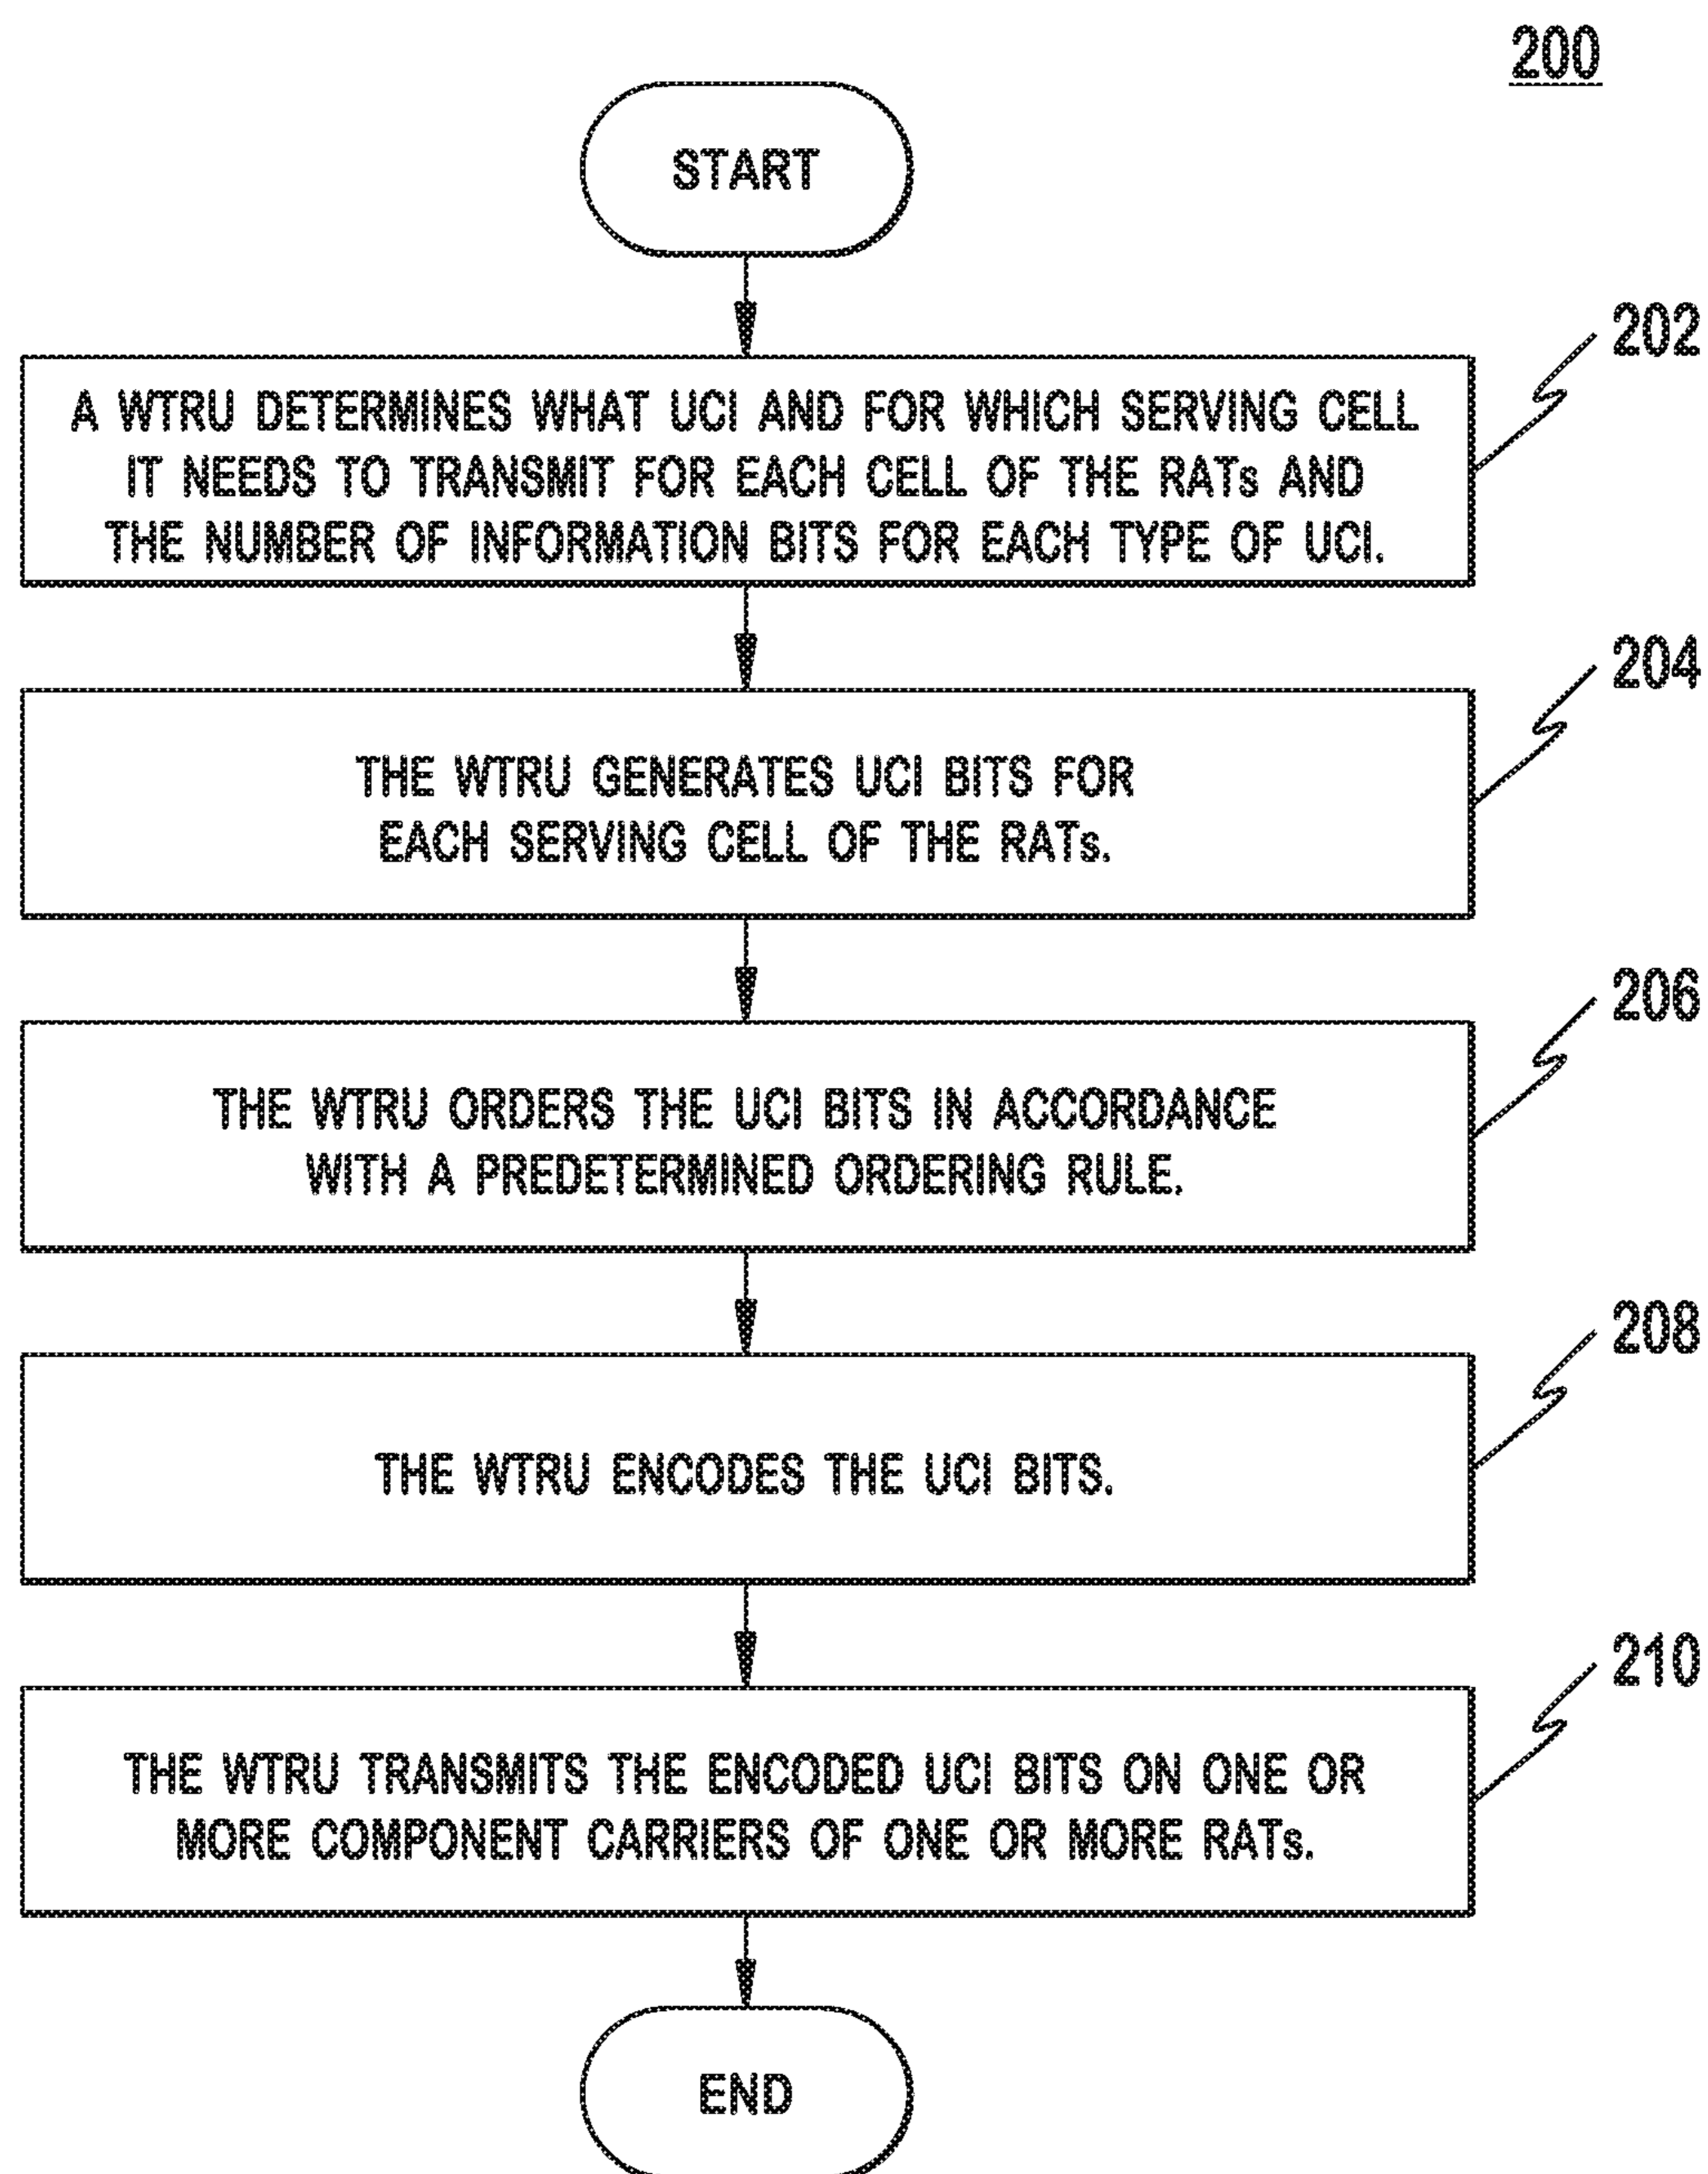 200
START
202
A WTRU DETERMINES WHAT UCI AND FOR WHICH SERVING CELL
IT NEEDS TO TRANSMIT FOR EACH CELL OF THE RATs AND
THE NUMBER OF INFORMATION BITS FOR EACH TYPE OF UCI.
204
THE WTRU GENERATES UCI BITS FOR
EACH SERVING CELL OF THE RATs.
206
THE WTRU ORDERS THE UCI BITS IN ACCORDANCE
WITH A PREDETERMINED ORDERING RULE.
208
THE WTRU ENCODES THE UCI BITS.
210
THE WTRU TRANSMITS THE ENCODED UCI BITS ON ONE OR
MORE COMPONENT CARRIERS OF ONE OR MORE RATs.
END